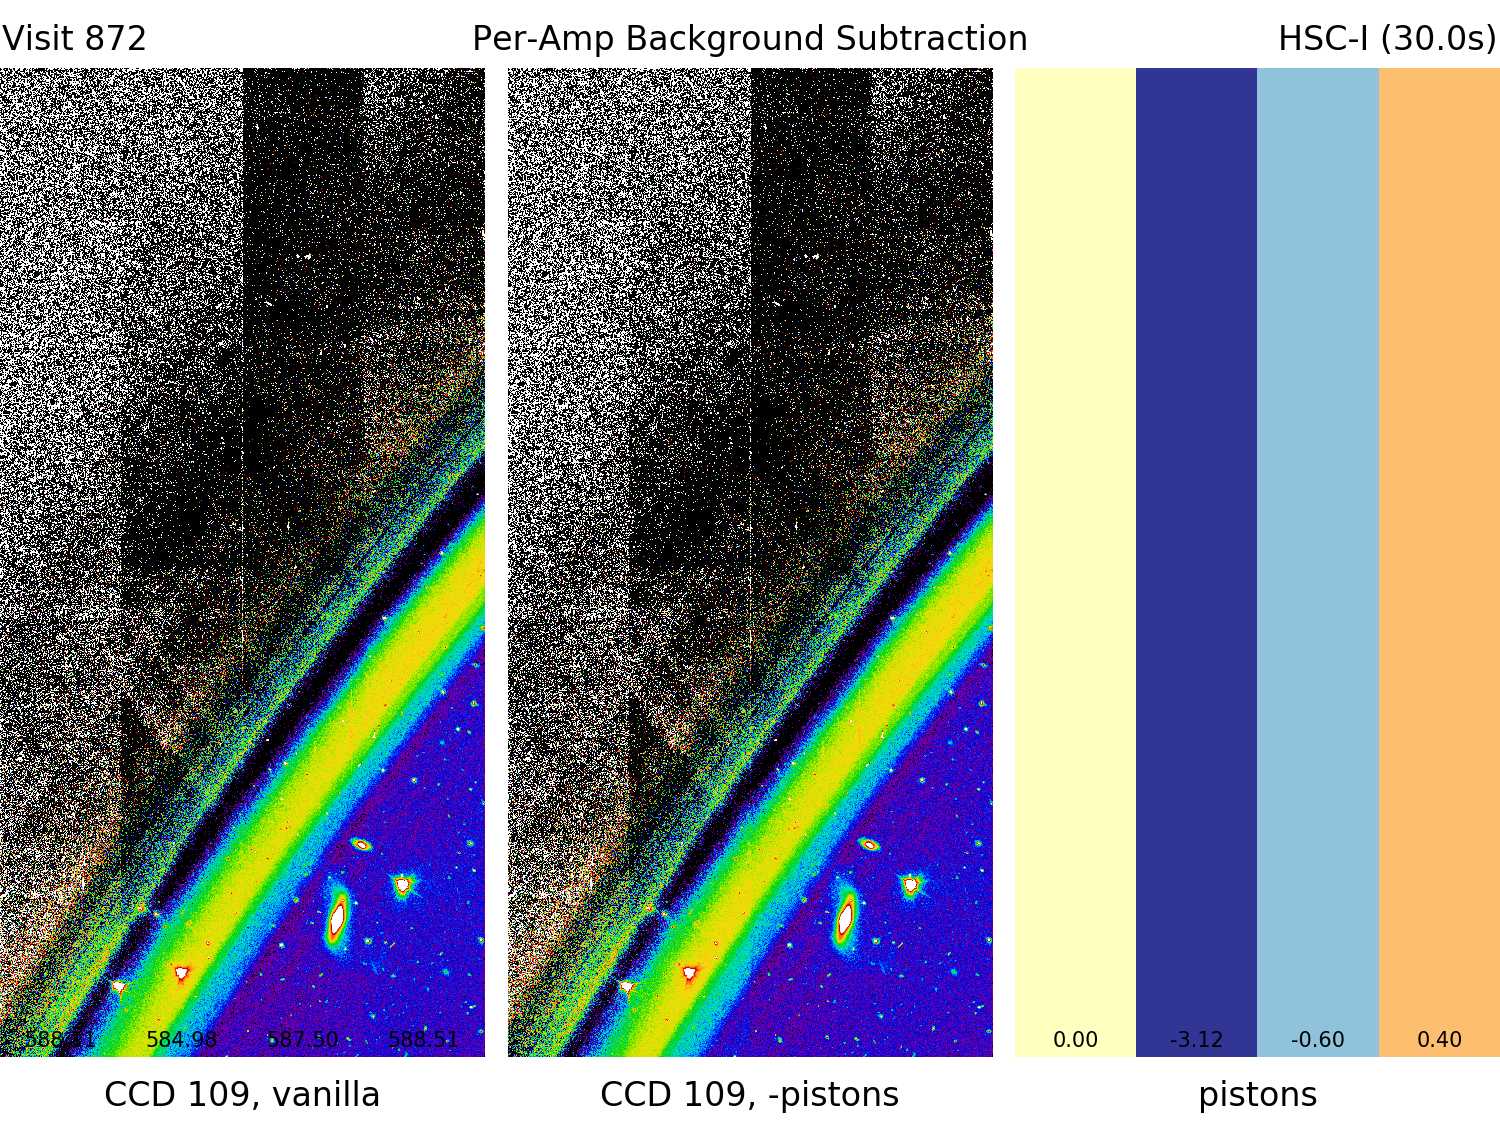 Visit 872 Per-Amp Background Subtraction HSC-I (30.0s)
584.98 587.50 588.51 0.00 -3.12 -0.60 0.40
CCD 109, vanilla CCD 109, -pistons pistons